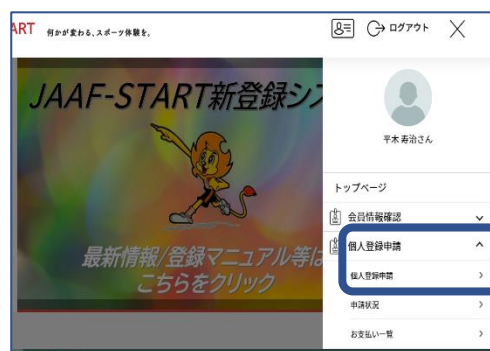 ART 何かが変わる、スポーツ体験を。
ログアウト
JAAF-START新登録シス
平木 寿治さん
トップページ
会員情報確認
個人登録申請
最新情報/登録マニュアル等は
こちらをクリック
個人登録申請
申請状況
お支払い一覧